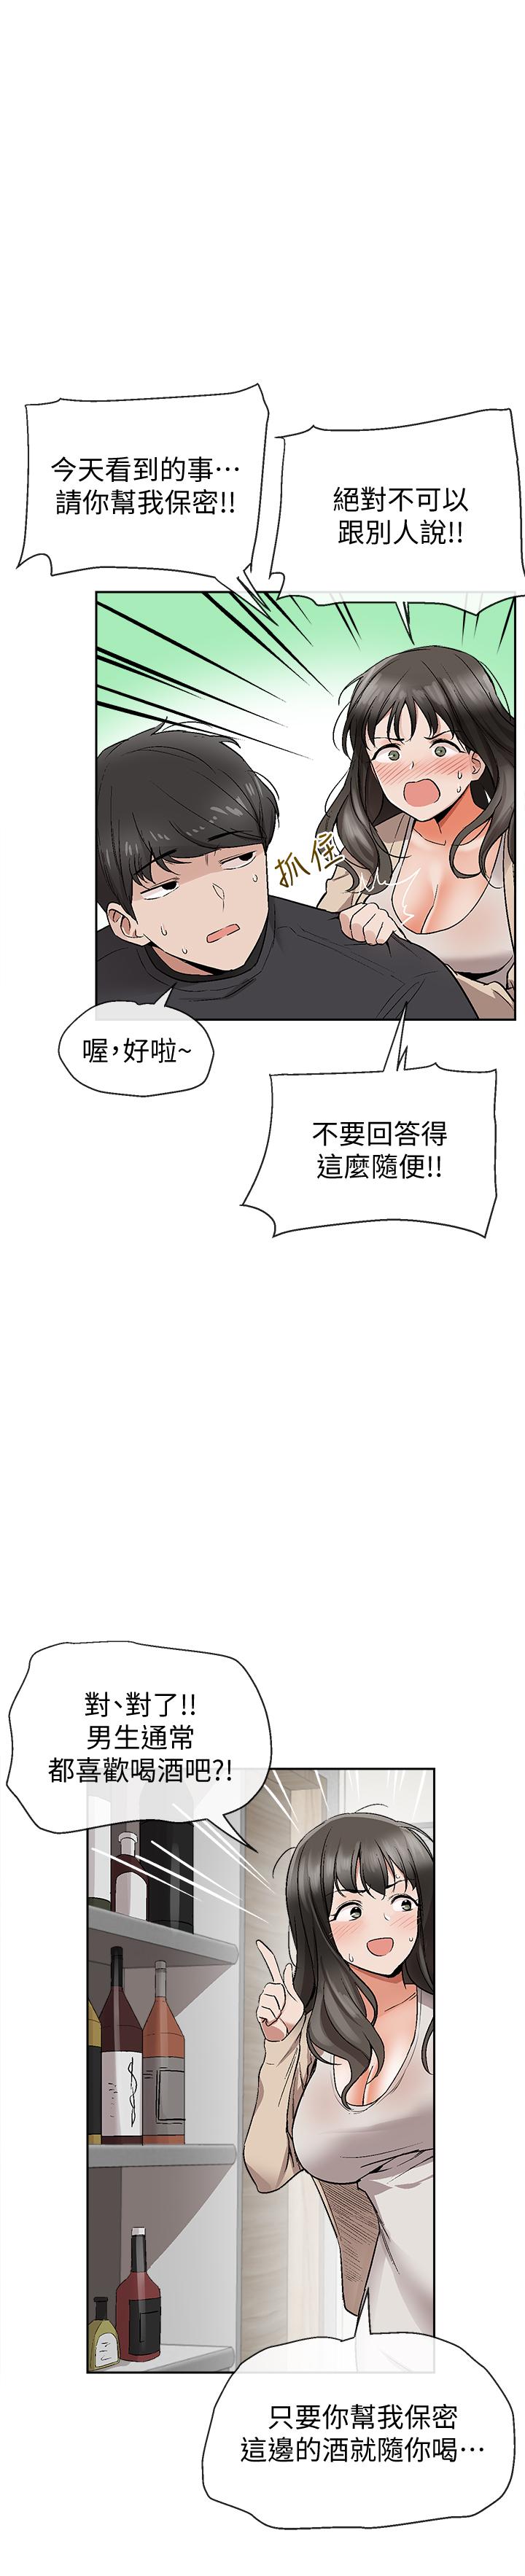 今天看到的事⋯
請你幫我保密!!
絕對不可以
跟別人說!!
抓住
喔，好啦~
不要回答得
這麼隨便!!
對、對了!!
男生通常
都喜歡喝酒吧?!
只要你幫我保密
這邊的酒就隨你喝⋯